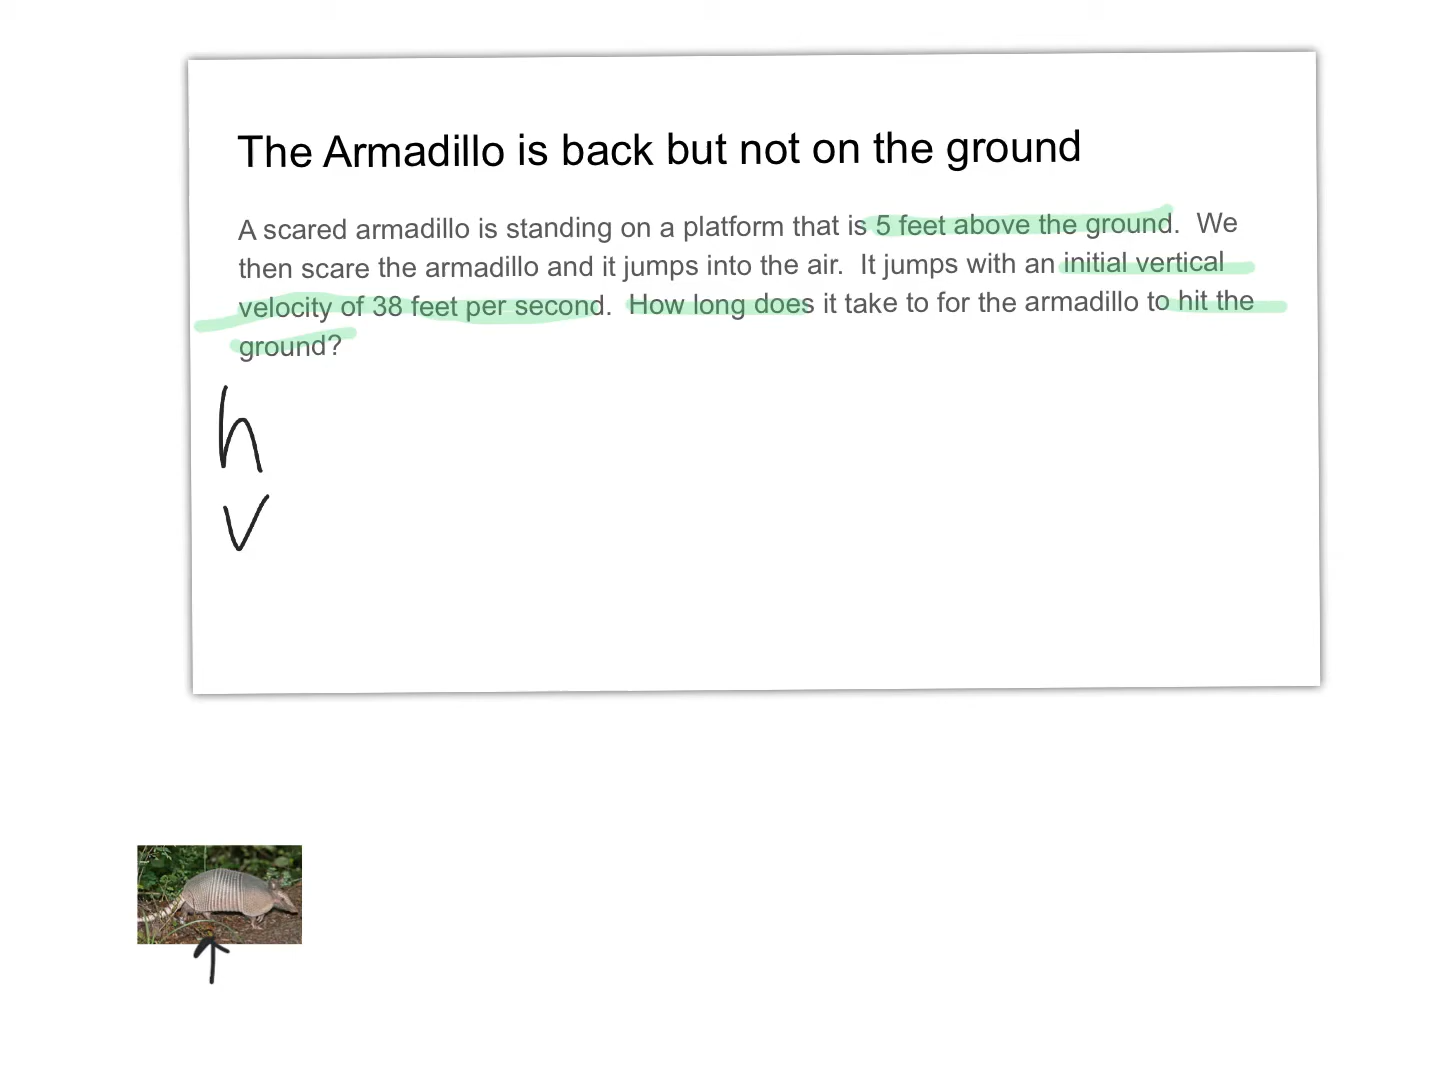 The Armadillo is back but not on the ground
A scared armadillo is standing on a platform that is 5 feet above the ground. We
then scare the armadillo and it jumps into the air. It jumps with an initial vertical
velocity of 38 feet per second. How long does it take to for the armadillo to hit the
ground?
h
v